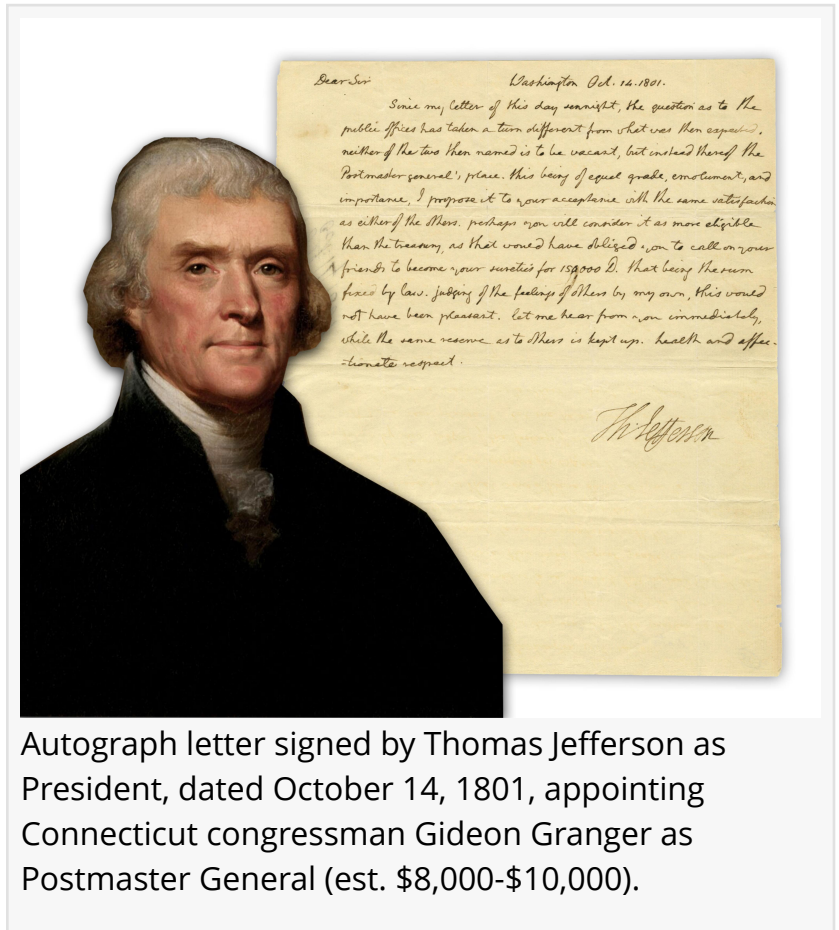 Dear Sir Washington Oct. 14. 1801.
Since my letter of this day sennight, the question as to the
public offices has taken a turn different from what was then expected.
neither of the two then named is to be vacant, but instead thereof the
Postmaster general's place. this being of equal grade, emolument, and
importance, I propose it to your acceptance with the same satisfaction
as either of the others. perhaps you will consider it as more eligible
than the treasury, as that would have obliged you to call on your
friends to become your sureties for 150,000 D. that being the sum
fixed by law. judging of the feelings of others by my own, this would
not have been pleasant. let me hear from you immediately,
while the same reserve as to others is kept up. health and affec-
-tionate respect.
Th: Jefferson
Autograph letter signed by Thomas Jefferson as
President, dated October 14, 1801, appointing
Connecticut congressman Gideon Granger as
Postmaster General (est. $8,000-$10,000).